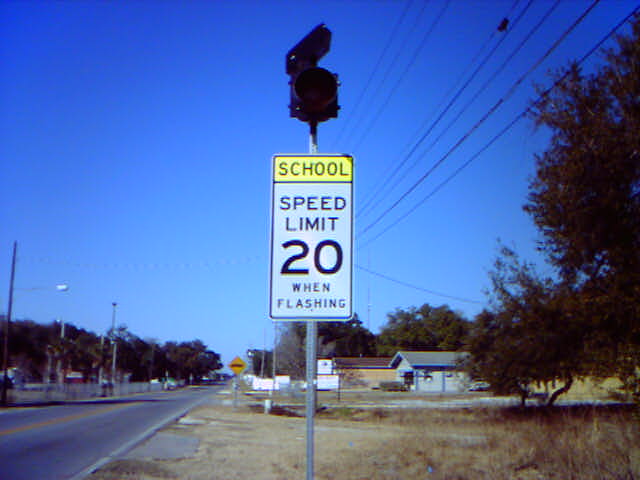 SCHOOL
SPEED
LIMIT
20
WHEN
FLASHING